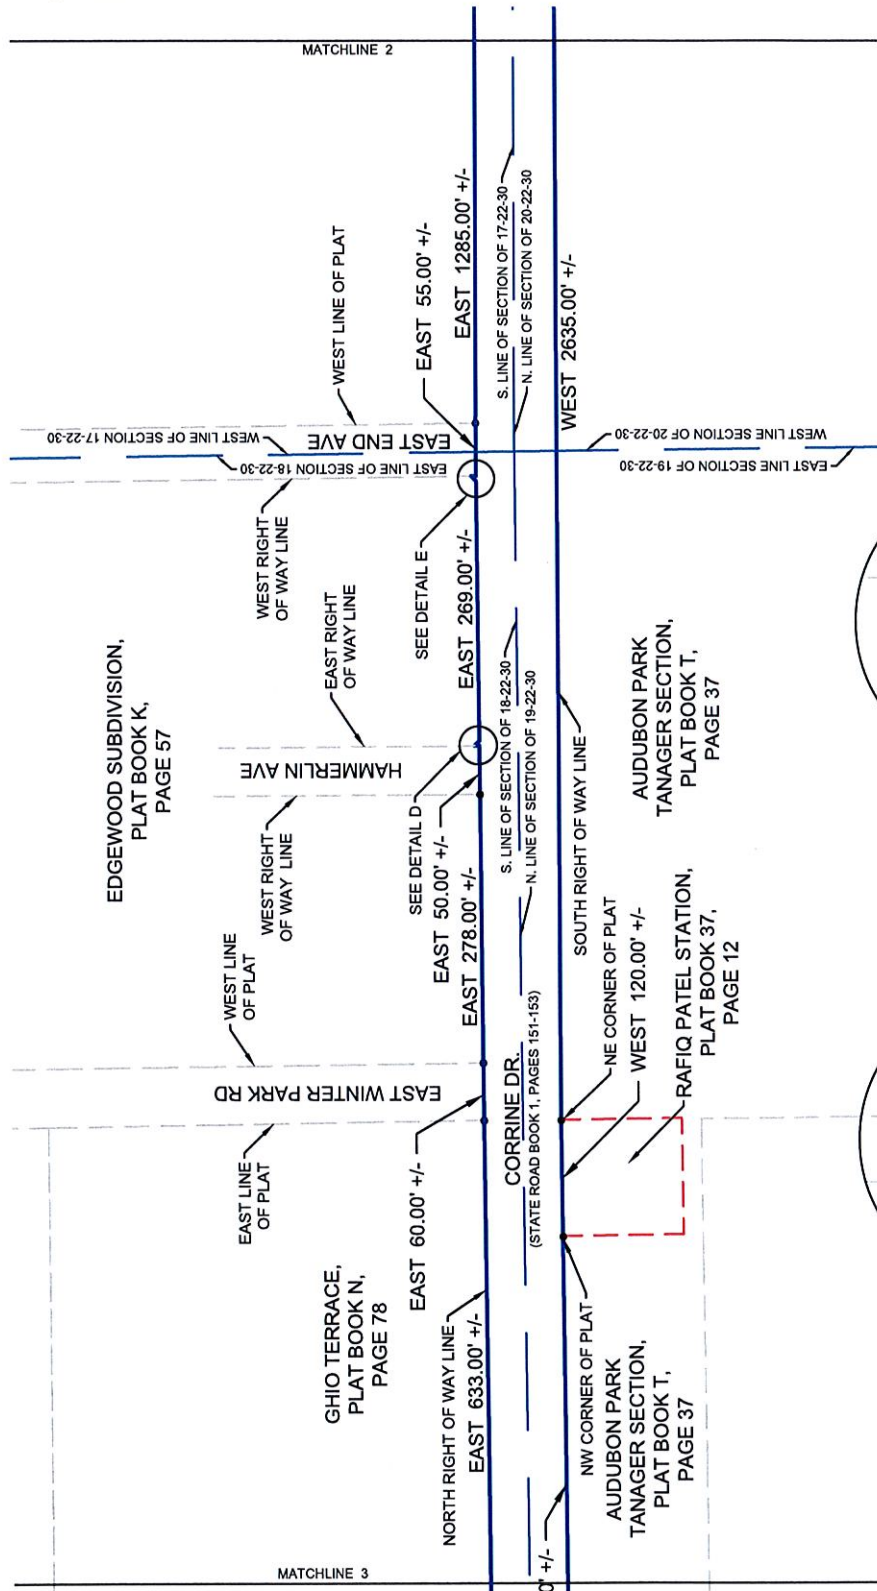 MATCHLINE 2
WEST LINE OF PLAT
EAST 55.00' +/-
EAST 1285.00' +/-
S. LINE OF SECTION OF 17-22-30
N. LINE OF SECTION OF 20-22-30
WEST 2635.00' +/-
WEST LINE OF SECTION 17-22-30
EAST END AVE
EAST LINE OF SECTION 18-22-30
WEST LINE SECTION OF 20-22-30
EAST LINE SECTION OF 19-22-30
WEST RIGHT
OF WAY LINE
SEE DETAIL E
EAST 269.00' +/-
EDGEWOOD SUBDIVISION,
PLAT BOOK K,
PAGE 57
EAST RIGHT
OF WAY LINE
HAMMERLIN AVE
WEST RIGHT
OF WAY LINE
SEE DETAIL D
EAST 50.00' +/-
EAST 278.00' +/-
S. LINE OF SECTION OF 18-22-30
N. LINE OF SECTION OF 19-22-30
SOUTH RIGHT OF WAY LINE
AUDUBON PARK
TANAGER SECTION,
PLAT BOOK T,
PAGE 37
WEST LINE
OF PLAT
EAST WINTER PARK RD
EAST LINE
OF PLAT
EAST 60.00' +/-
CORRINE DR.
(STATE ROAD BOOK 1, PAGES 151-153)
NE CORNER OF PLAT
WEST 120.00' +/-
RAFIQ PATEL STATION,
PLAT BOOK 37,
PAGE 12
GHIO TERRACE,
PLAT BOOK N,
PAGE 78
NORTH RIGHT OF WAY LINE
EAST 633.00' +/-
NW CORNER OF PLAT
AUDUBON PARK
TANAGER SECTION,
PLAT BOOK T,
PAGE 37
0' +/-
MATCHLINE 3